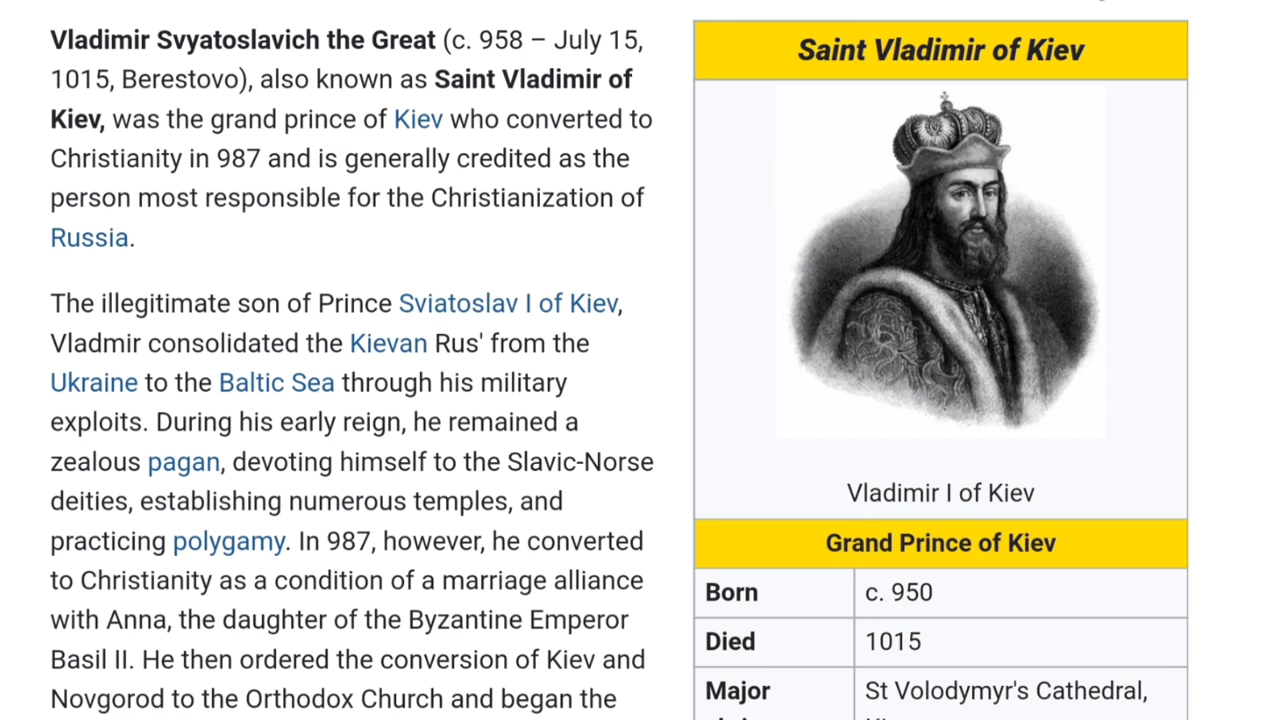 Vladimir Svyatoslavich the Great (c. 958 – July 15,
1015, Berestovo), also known as Saint Vladimir of
Kiev, was the grand prince of Kiev who converted to
Christianity in 987 and is generally credited as the
person most responsible for the Christianization of
Russia.
The illegitimate son of Prince Sviatoslav I of Kiev,
Vladmir consolidated the Kievan Rus' from the
Ukraine to the Baltic Sea through his military
exploits. During his early reign, he remained a
zealous pagan, devoting himself to the Slavic-Norse
deities, establishing numerous temples, and
practicing polygamy. In 987, however, he converted
to Christianity as a condition of a marriage alliance
with Anna, the daughter of the Byzantine Emperor
Basil II. He then ordered the conversion of Kiev and
Novgorod to the Orthodox Church and began the
Saint Vladimir of Kiev
Vladimir I of Kiev
Grand Prince of Kiev
Born c. 950
Died 1015
Major St Volodymyr's Cathedral,